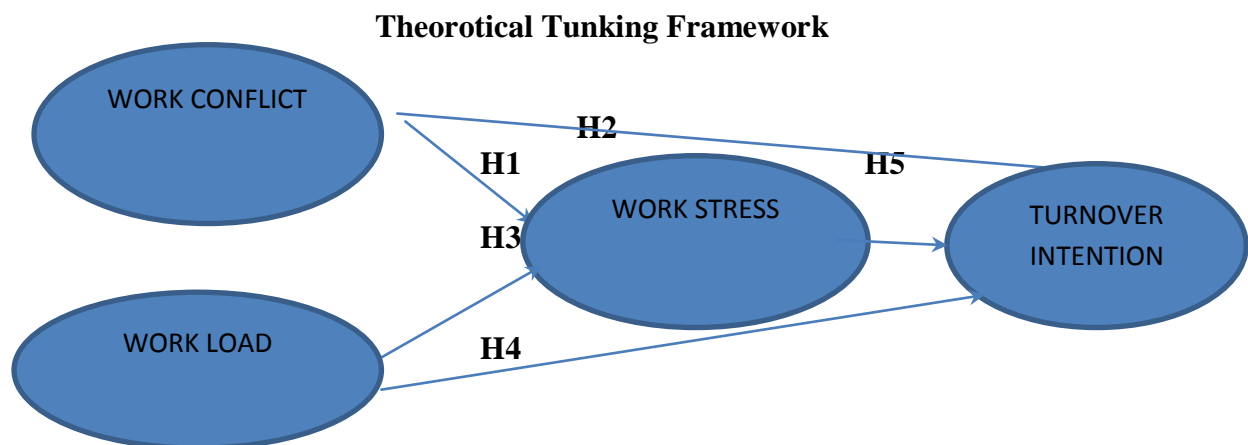 Theorotical Tunking Framework
WORK CONFLICT
H2
H1
H5
WORK STRESS
TURNOVER
INTENTION
H3
WORK LOAD
H4